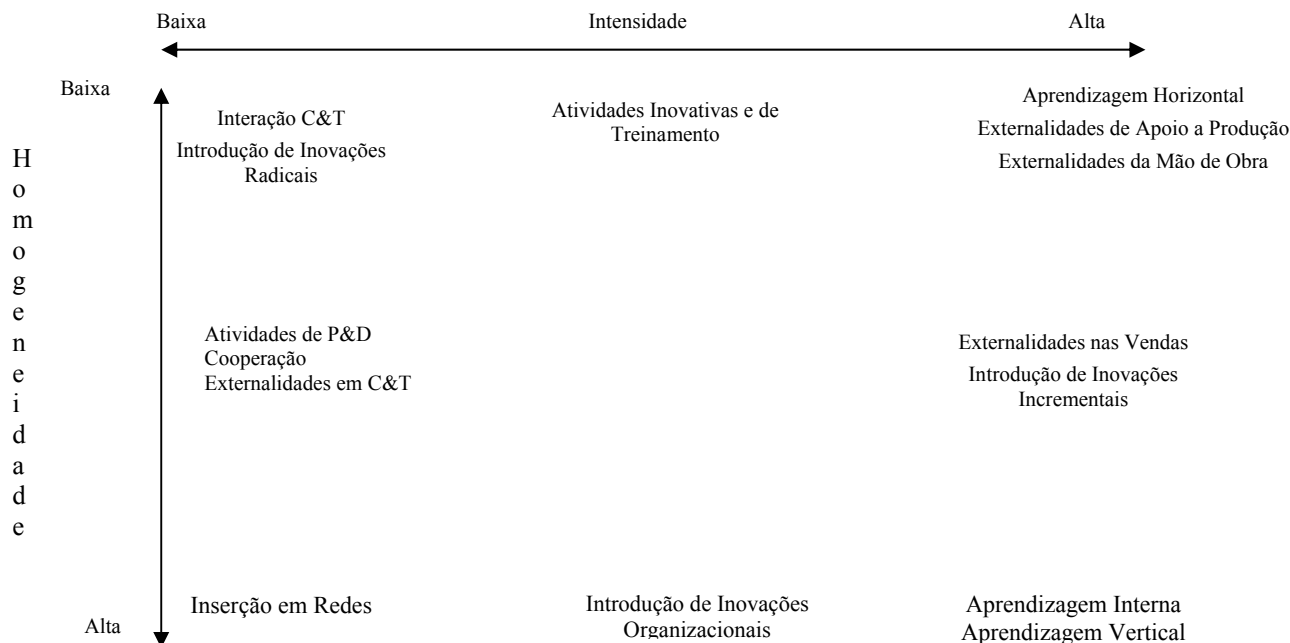 Baixa Intensidade Alta
Baixa
Interação C&T
Introdução de Inovações
Radicais
Atividades Inovativas e de
Treinamento
Aprendizagem Horizontal
Externalidades de Apoio a Produção
Externalidades da Mão de Obra
H
o
m
o
g
e
n
e
i
d
a
d
e
Atividades de P&D
Cooperação
Externalidades em C&T
Externalidades nas Vendas
Introdução de Inovações
Incrementais
Alta
Inserção em Redes
Introdução de Inovações
Organizacionais
Aprendizagem Interna
Aprendizagem Vertical